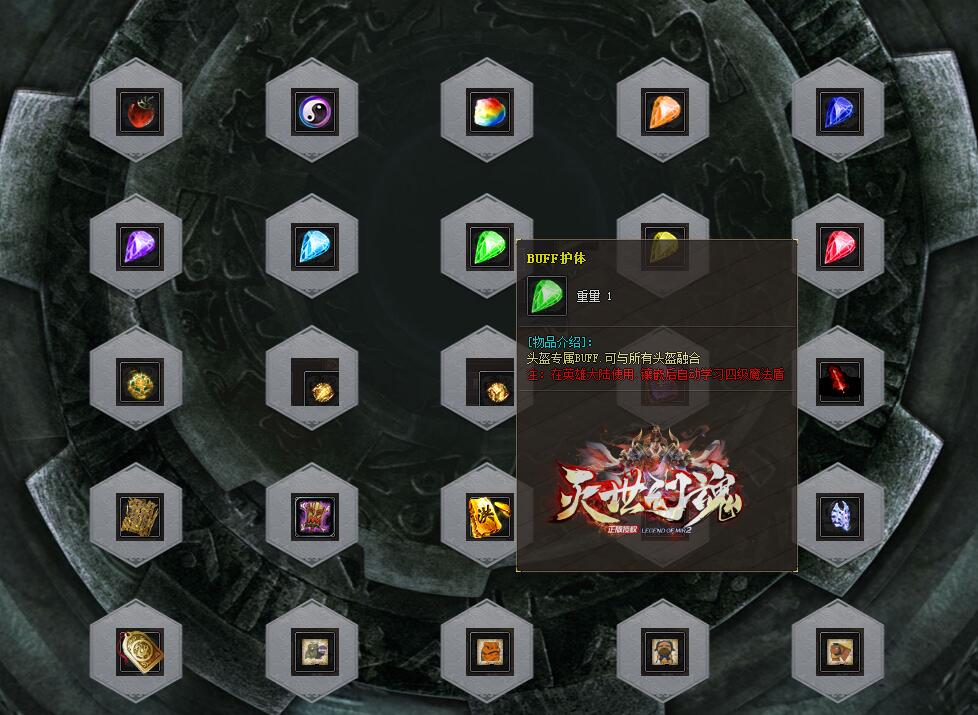 BUFF护体
重量 1
[物品介绍]:
头盔专属BUFF.可与所有头盔融合
注: 在英雄大陆使用.镶嵌后自动学习四级魔法盾
洪
灭世幻魂
正版授权 LEGEND OF MIR2